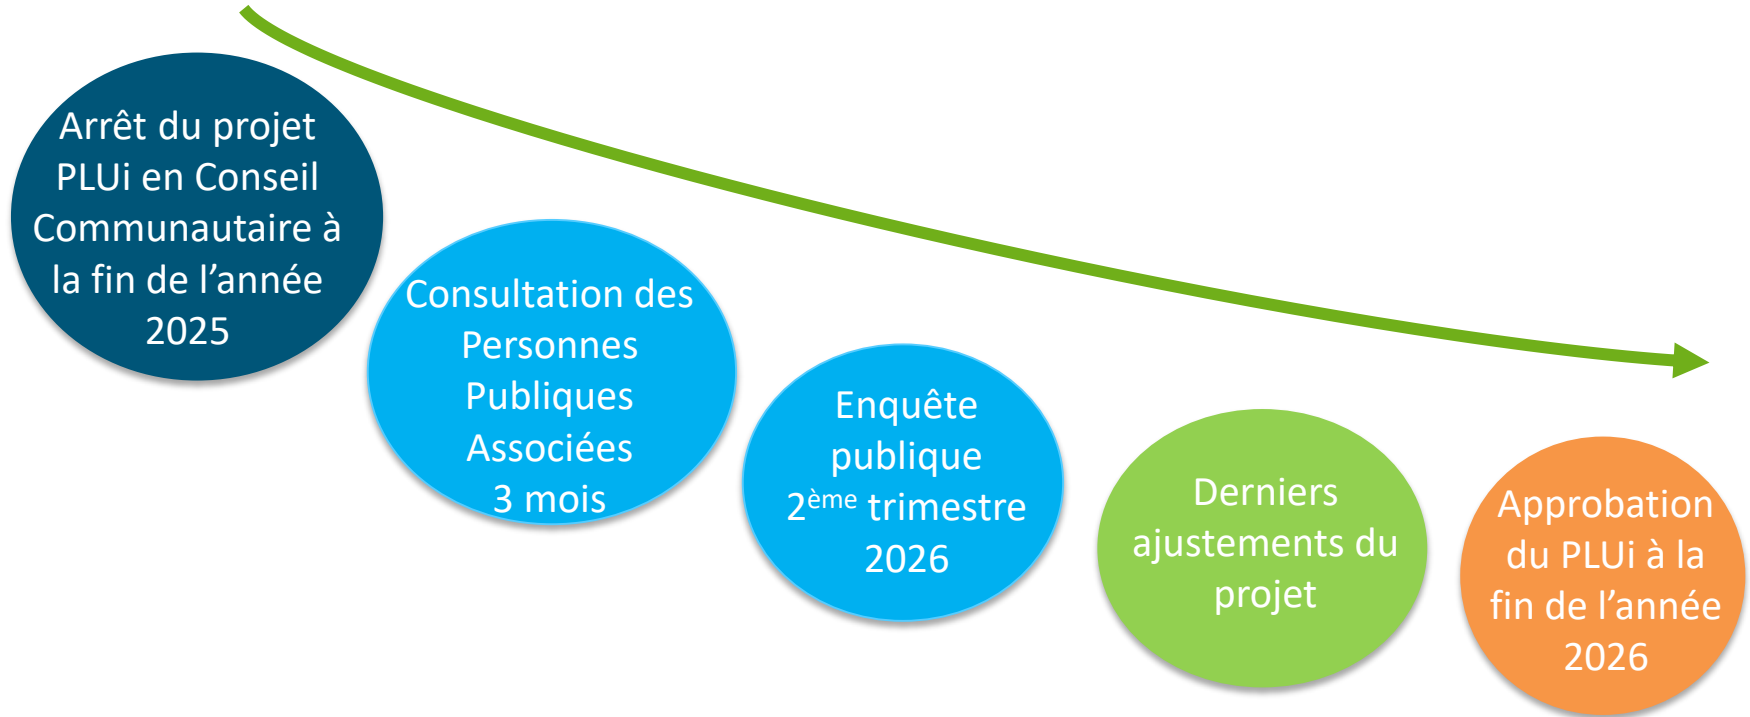 Arrêt du projet
PLUi en Conseil
Communautaire à
la fin de l’année
2025
Consultation des
Personnes
Publiques
Associées
3 mois
Enquête
publique
2ème trimestre
2026
Derniers
ajustements du
projet
Approbation
du PLUi à la
fin de l’année
2026